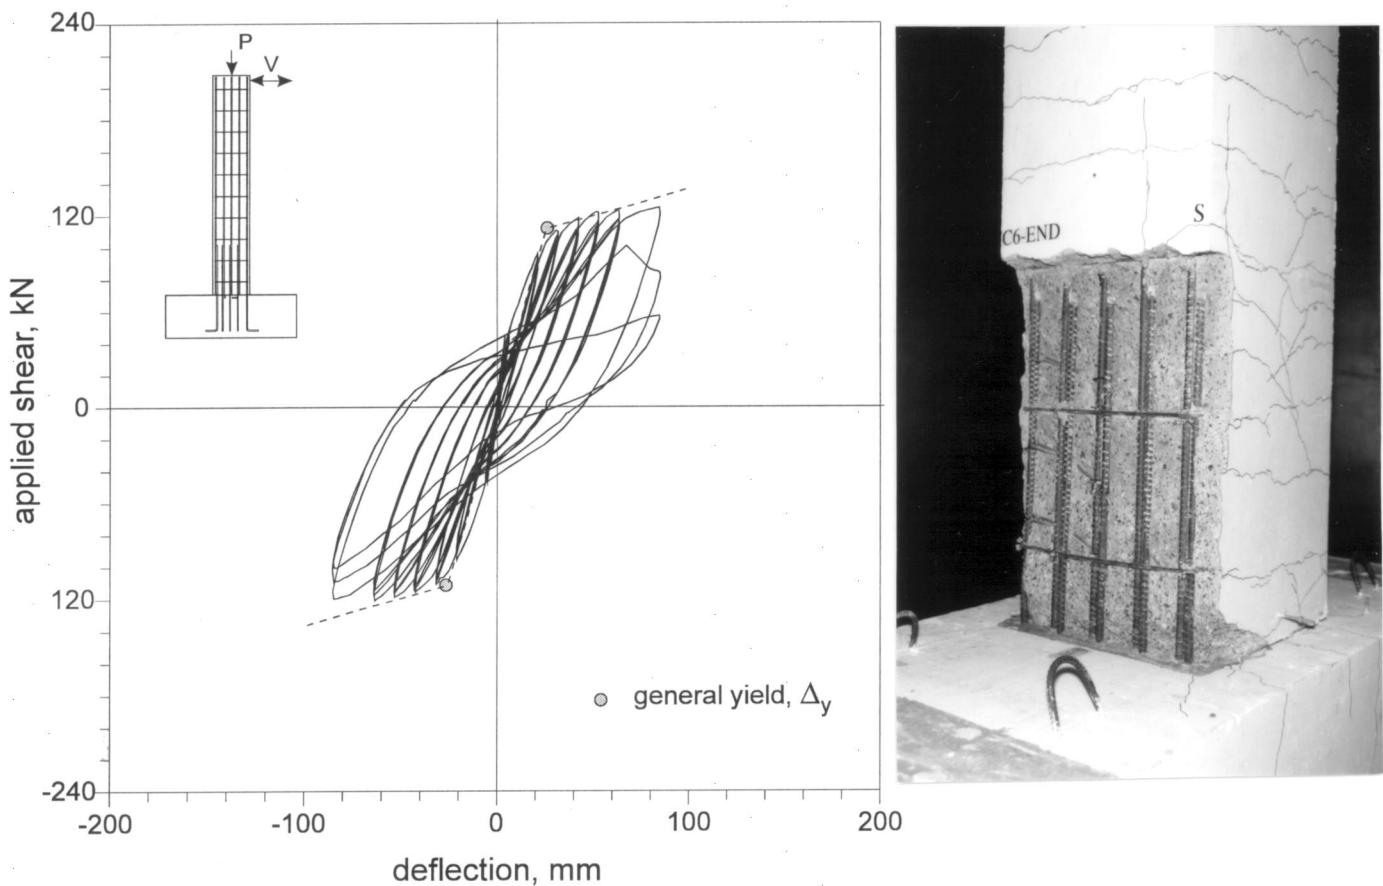 240
120
0
120
-240
-200
-100
0
100
200
applied shear, kN
deflection, mm
P
V
general yield, Δy
C6-END
S